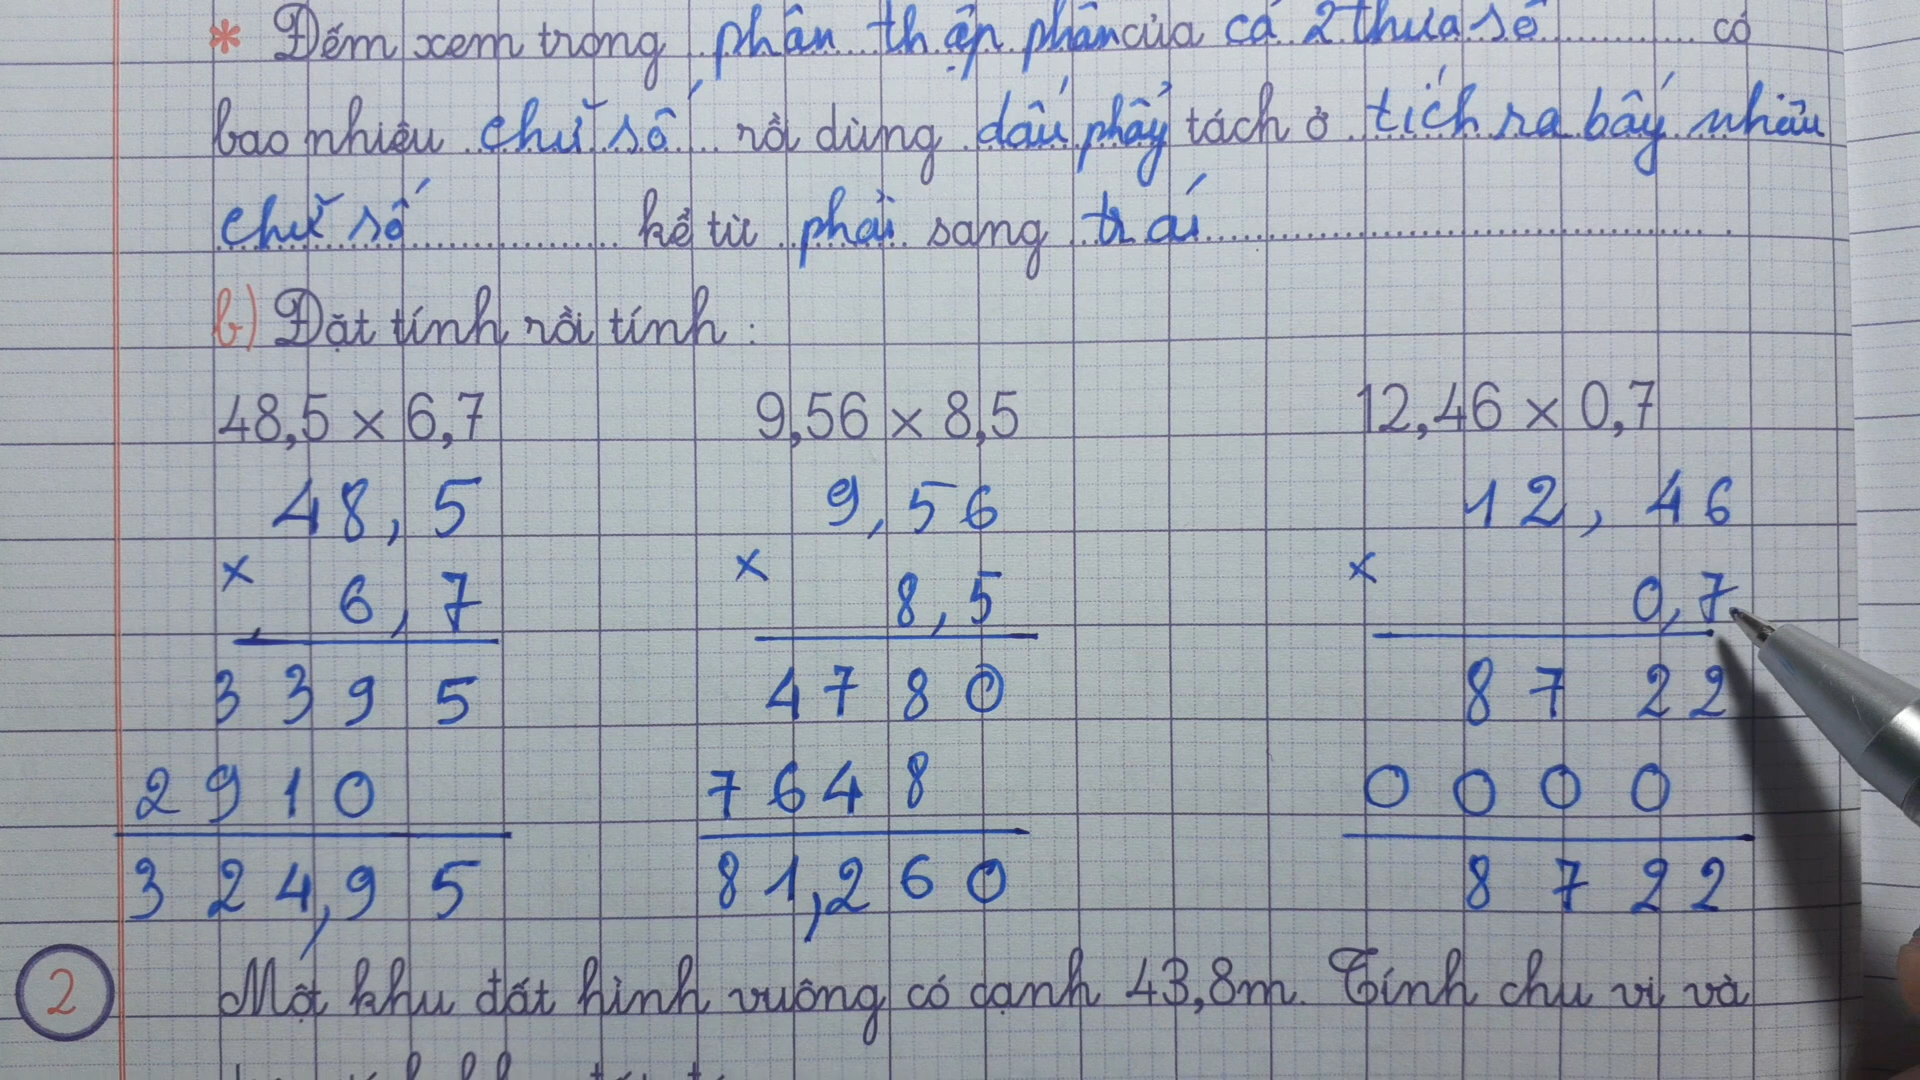 * Đếm xem trong phần thập phân của cả 2 thừa số .......... có
bao nhiêu chữ số rồi dùng dấu phẩy tách ở tích ra bấy nhiêu
chữ số .......... kể từ phải sang trái .......................
b) Đặt tính rồi tính :
48,5 × 6,7 9,56 × 8,5 12,46 × 0,7
48,5 9,56 12,46
× 6,7 × 8,5 × 0,7
3395 4780 8722
2910 7648 0000
324,95 81,260 8722
2 Một khu đất hình vuông có cạnh 43,8m. Tính chu vi và